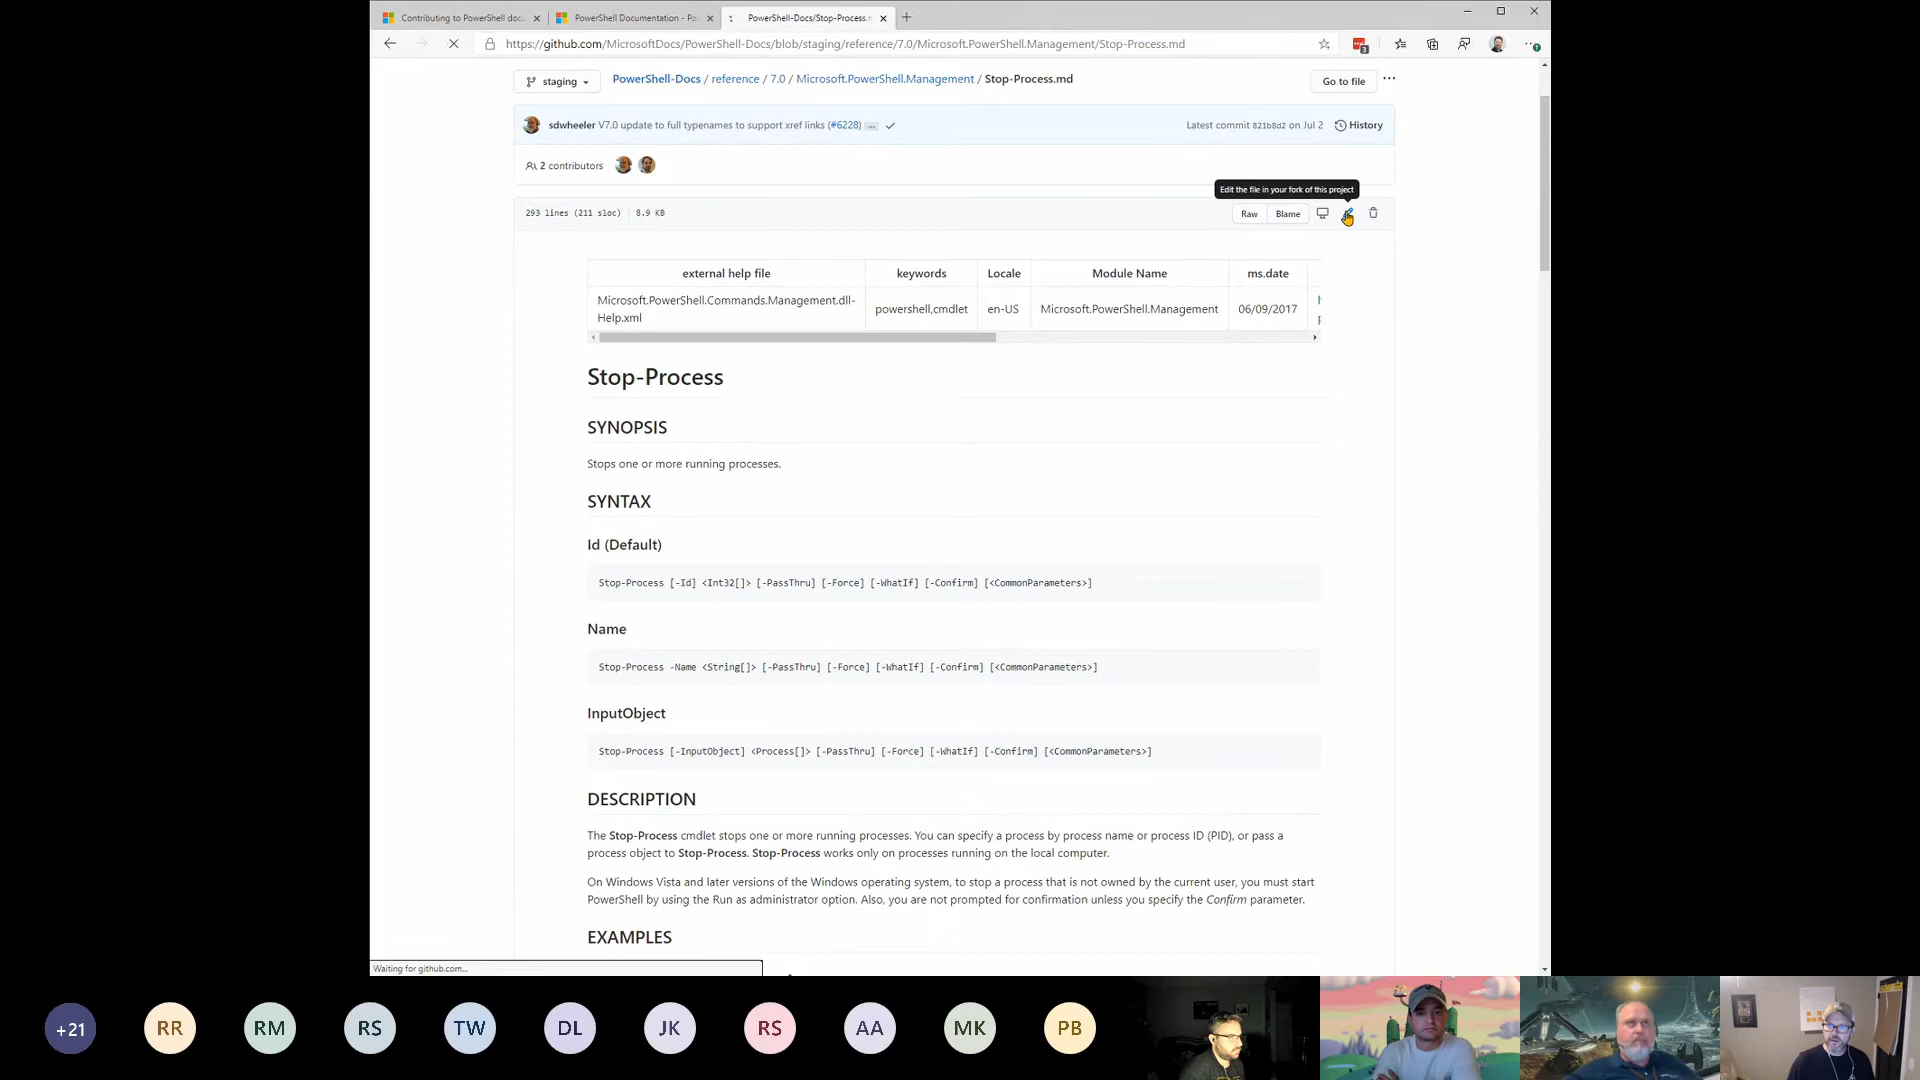 Contributing to PowerShell docu
PowerShell Documentation - Po
PowerShell-Docs/Stop-Process.m
https://github.com/MicrosoftDocs/PowerShell-Docs/blob/staging/reference/7.0/Microsoft.PowerShell.Management/Stop-Process.md
3
staging
PowerShell-Docs / reference / 7.0 / Microsoft.PowerShell.Management / Stop-Process.md
Go to file
sdwheeler V7.0 update to full typenames to support xref links (#6228) ...
Latest commit 821b8d2 on Jul 2
History
2 contributors
Edit the file in your fork of this project
293 lines (211 sloc) | 8.9 KB
Raw
Blame
external help file
keywords
Locale
Module Name
ms.date
Microsoft.PowerShell.Commands.Management.dll-
Help.xml
powershell,cmdlet
en-US
Microsoft.PowerShell.Management
06/09/2017
Stop-Process
SYNOPSIS
Stops one or more running processes.
SYNTAX
Id (Default)
Stop-Process [-Id] <Int32[]> [-PassThru] [-Force] [-WhatIf] [-Confirm] [<CommonParameters>]
Name
Stop-Process -Name <String[]> [-PassThru] [-Force] [-WhatIf] [-Confirm] [<CommonParameters>]
InputObject
Stop-Process [-InputObject] <Process[]> [-PassThru] [-Force] [-WhatIf] [-Confirm] [<CommonParameters>]
DESCRIPTION
The Stop-Process cmdlet stops one or more running processes. You can specify a process by process name or process ID (PID), or pass a
process object to Stop-Process. Stop-Process works only on processes running on the local computer.
On Windows Vista and later versions of the Windows operating system, to stop a process that is not owned by the current user, you must start
PowerShell by using the Run as administrator option. Also, you are not prompted for confirmation unless you specify the Confirm parameter.
EXAMPLES
Waiting for github.com...
+21
RR
RM
RS
TW
DL
JK
RS
AA
MK
PB